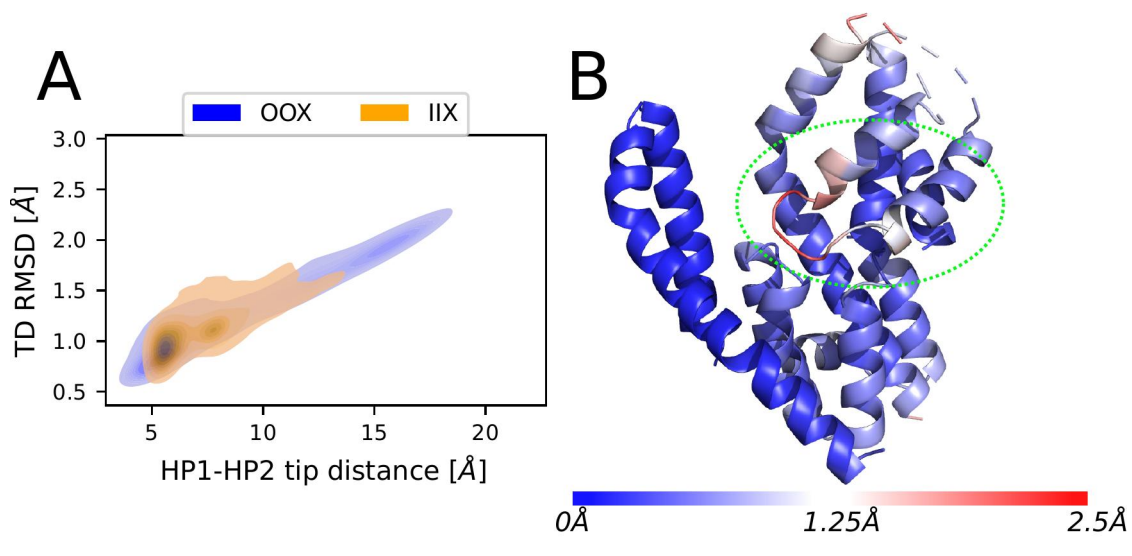 A
OOX IIX
3.0
2.5
2.0
1.5
1.0
0.5
TD RMSD [Å]
5 10 15 20
HP1-HP2 tip distance [Å]
B
0Å 1.25Å 2.5Å